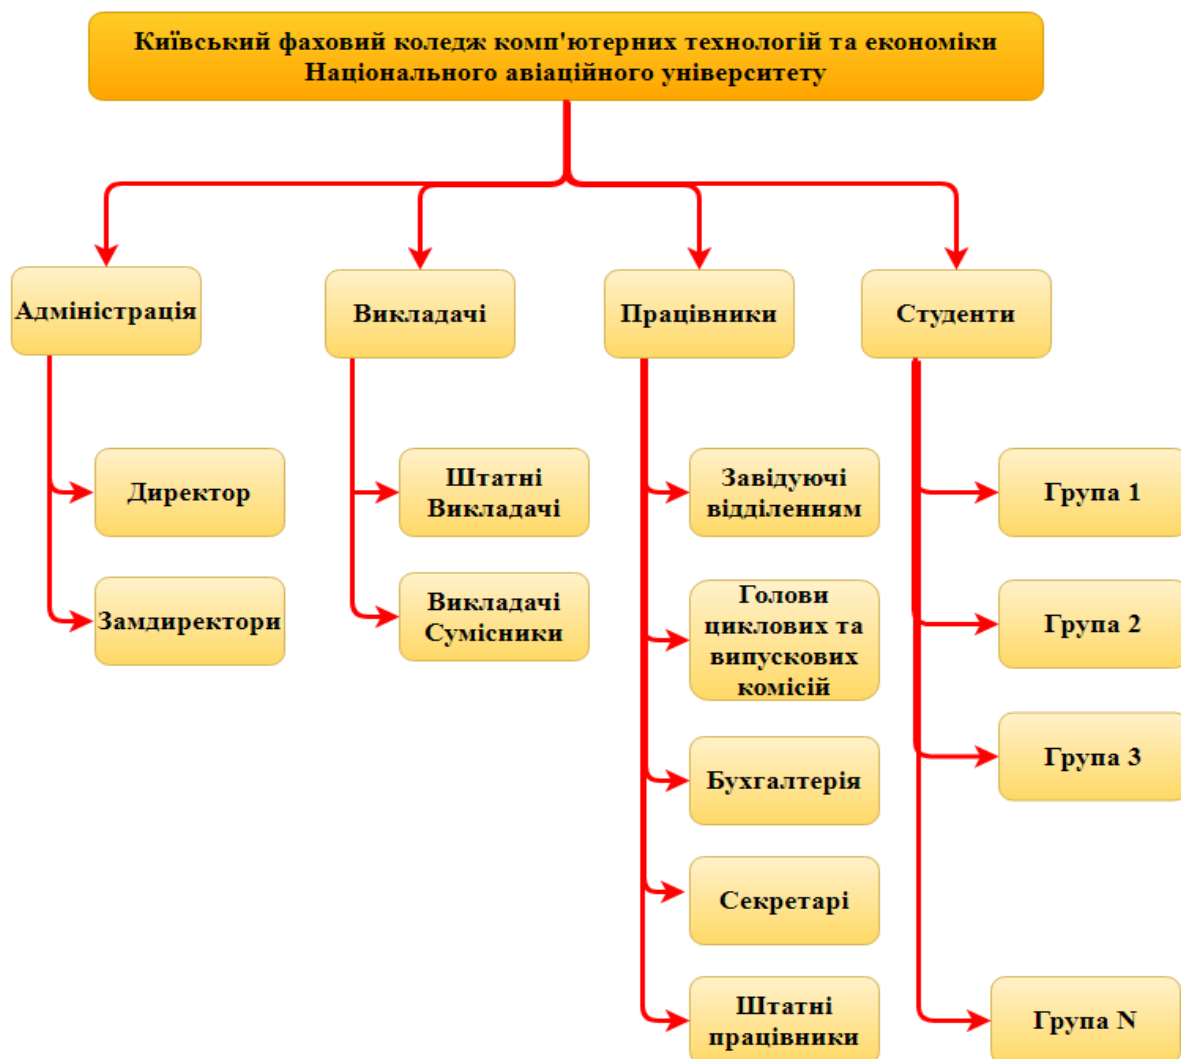 Київський фаховий коледж комп'ютерних технологій та економіки
Національного авіаційного університету
Адміністрація
Викладачі
Працівники
Студенти
Директор
Замдиректори
Штатні
Викладачі
Викладачі
Сумісники
Завідуючі
відділенням
Голови
циклових та
випускових
комісій
Бухгалтерія
Секретарі
Штатні
працівники
Група 1
Група 2
Група 3
Група N